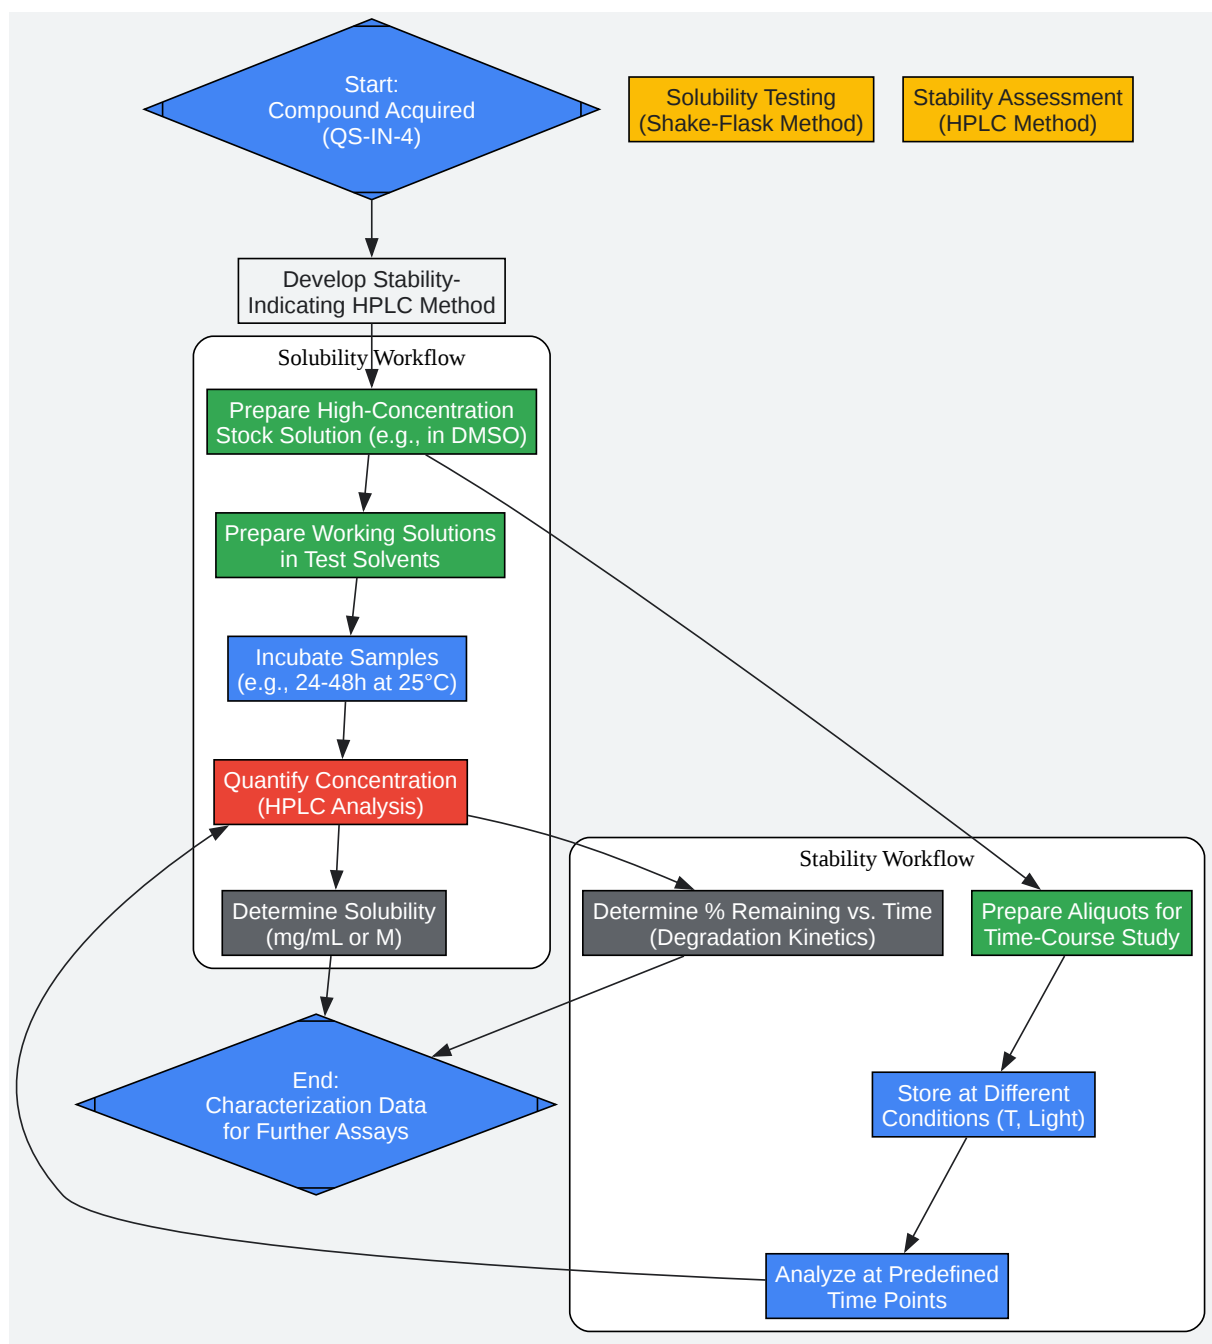 Start:
Compound Acquired
(QS-IN-4)
Solubility Testing
(Shake-Flask Method)
Stability Assessment
(HPLC Method)
Develop Stability-
Indicating HPLC Method
Solubility Workflow
Prepare High-Concentration
Stock Solution (e.g., in DMSO)
Prepare Working Solutions
in Test Solvents
Incubate Samples
(e.g., 24-48h at 25°C)
Quantify Concentration
(HPLC Analysis)
Determine Solubility
(mg/mL or M)
Stability Workflow
Determine % Remaining vs. Time
(Degradation Kinetics)
Prepare Aliquots for
Time-Course Study
End:
Characterization Data
for Further Assays
Store at Different
Conditions (T, Light)
Analyze at Predefined
Time Points